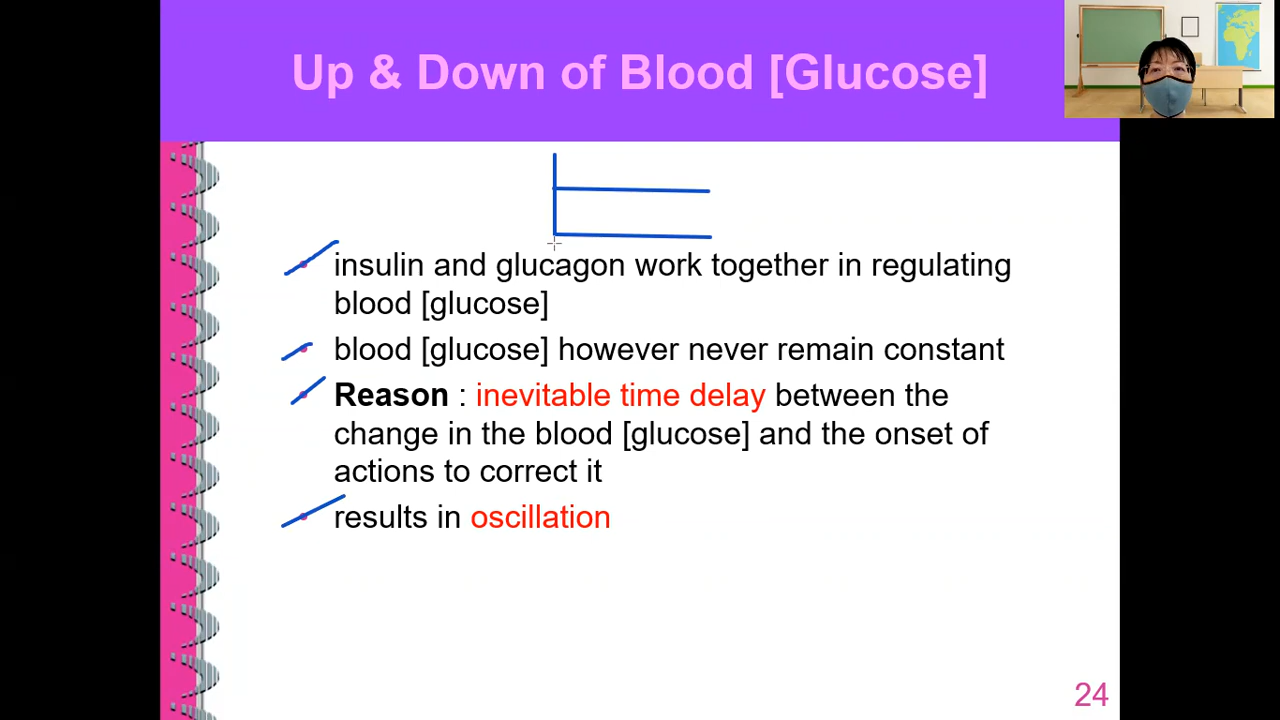 Up & Down of Blood [Glucose]
insulin and glucagon work together in regulating
blood [glucose]
blood [glucose] however never remain constant
Reason : inevitable time delay between the
change in the blood [glucose] and the onset of
actions to correct it
results in oscillation
24